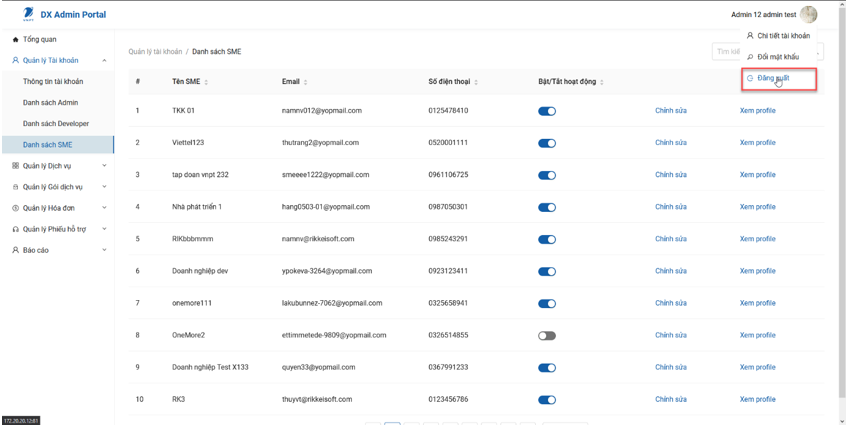 VNPT DX Admin Portal
Admin 12 admin test
Chi tiết tài khoản
Đổi mật khẩu
Đăng xuất
Tổng quan
Quản lý Tài khoản
Thông tin tài khoản
Danh sách Admin
Danh sách Developer
Danh sách SME
Quản lý Dịch vụ
Quản lý Gói dịch vụ
Quản lý Hóa đơn
Quản lý Phiếu hỗ trợ
Báo cáo
Quản lý tài khoản / Danh sách SME
Tìm kiế
# Tên SME Email Số điện thoại Bật/Tắt hoạt động
1 TKK 01 namnv012@yopmail.com 0125478410 Chỉnh sửa Xem profile
2 Viettel123 thutrang2@yopmail.com 0520001111 Chỉnh sửa Xem profile
3 tap doan vnpt 232 smeeee1222@yopmail.com 0961106725 Chỉnh sửa Xem profile
4 Nhà phát triển 1 hang0503-01@yopmail.com 0987050301 Chỉnh sửa Xem profile
5 RIKbbbmmm namnv@rikkeisoft.com 0985243291 Chỉnh sửa Xem profile
6 Doanh nghiệp dev ypokeva-3264@yopmail.com 0923123411 Chỉnh sửa Xem profile
7 onemore111 lakubunnez-7062@yopmail.com 0325658941 Chỉnh sửa Xem profile
8 OneMore2 ettimmetede-9809@yopmail.com 0326514855 Chỉnh sửa Xem profile
9 Doanh nghiệp Test X133 quyen33@yopmail.com 0367991233 Chỉnh sửa Xem profile
10 RK3 thuyvt@rikkeisoft.com 0123456786 Chỉnh sửa Xem profile
172.20.20.12:81